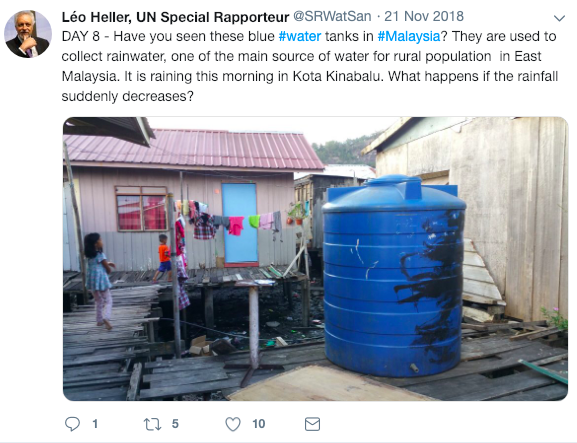 Léo Heller, UN Special Rapporteur @SRWatSan · 21 Nov 2018
DAY 8 - Have you seen these blue #water tanks in #Malaysia? They are used to
collect rainwater, one of the main source of water for rural population in East
Malaysia. It is raining this morning in Kota Kinabalu. What happens if the rainfall
suddenly decreases?
1 5 10